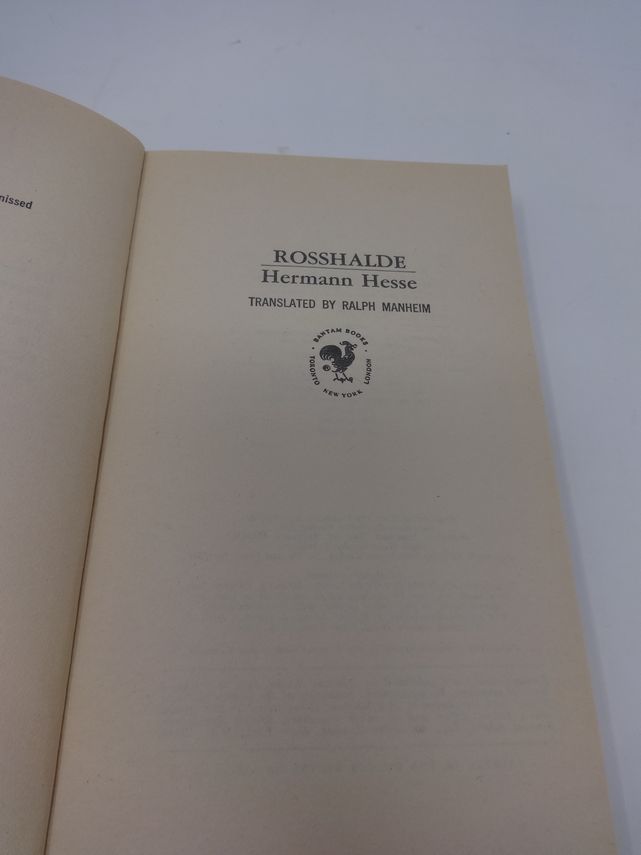 nissed
ROSSHALDE
Hermann Hesse
TRANSLATED BY RALPH MANHEIM
BANTAM BOOKS
TORONTO
NEW YORK
LONDON
®